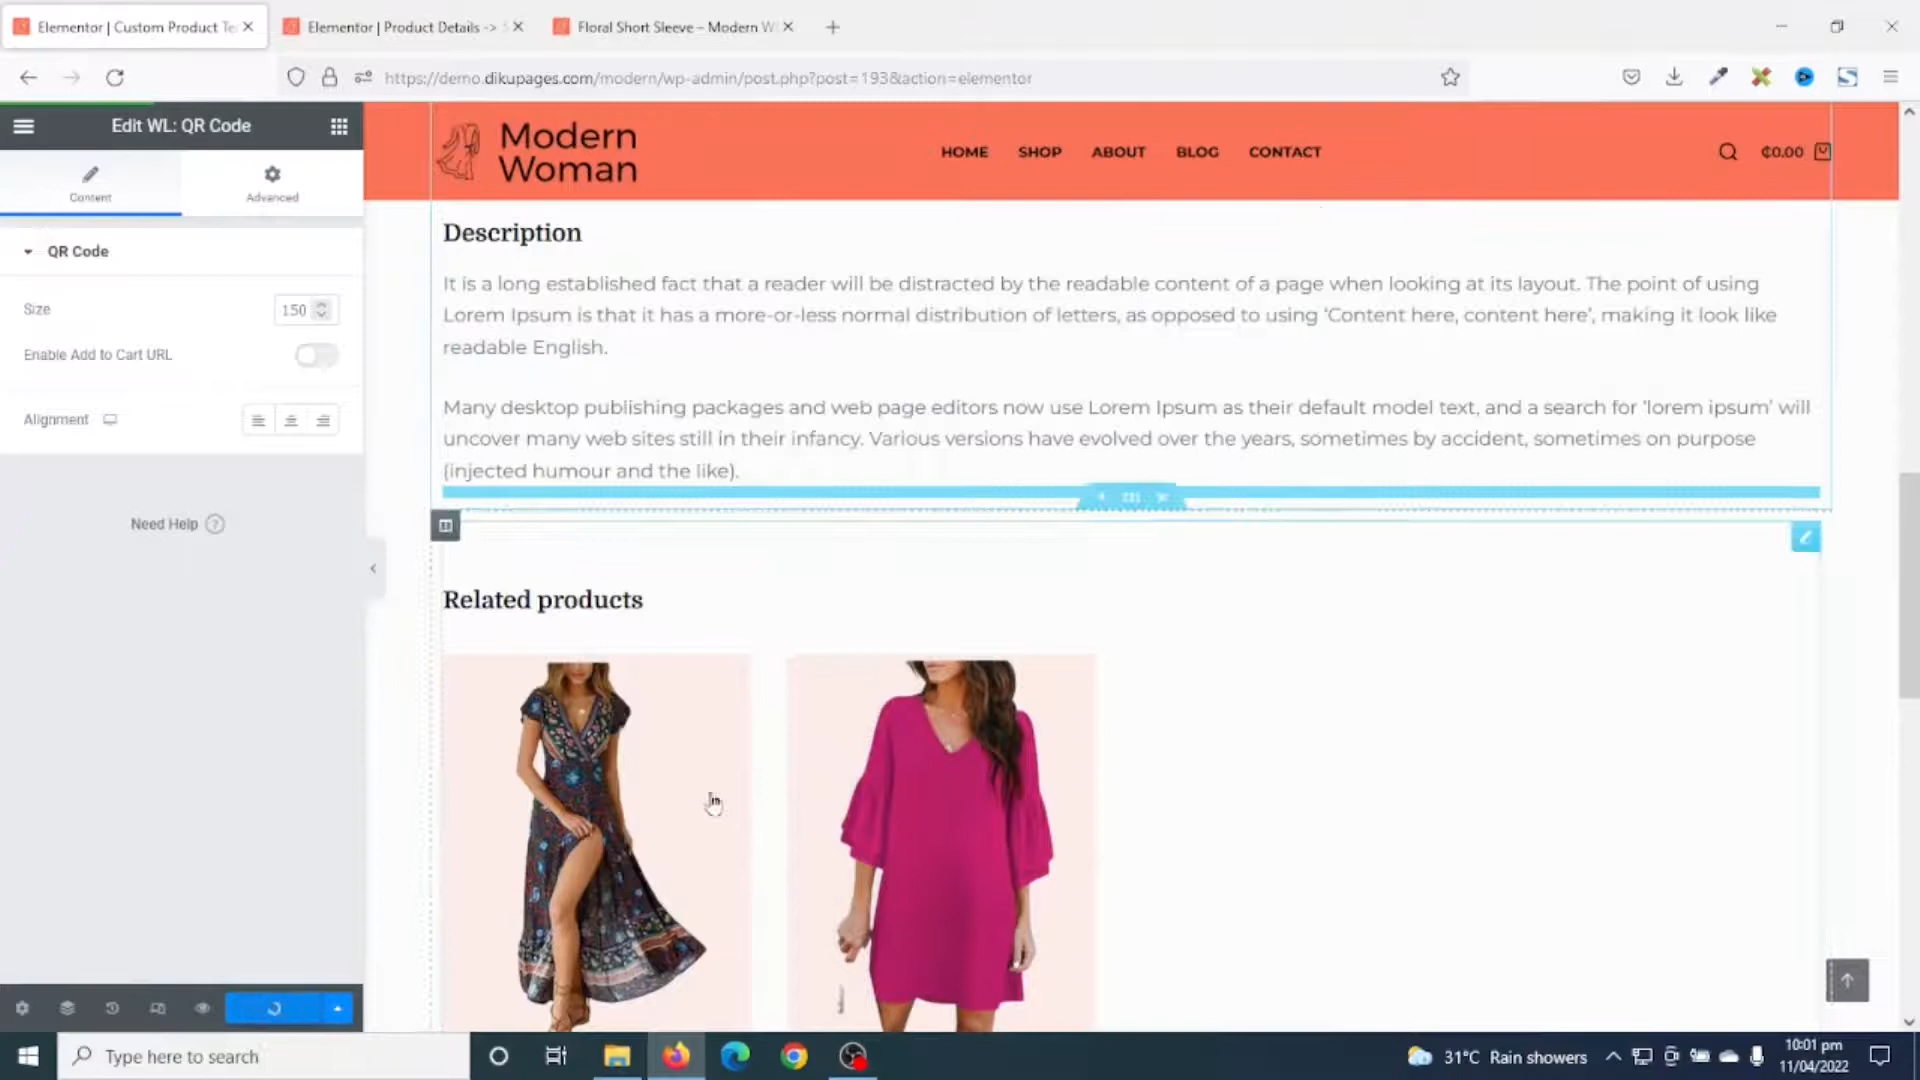 Elementor | Custom Product Te
Elementor | Product Details -> S
Floral Short Sleeve – Modern W
https://demo.dikupages.com/modern/wp-admin/post.php?post=193&action=elementor
Edit WL: QR Code
Content
Advanced
QR Code
Size
150
Enable Add to Cart URL
Alignment
Need Help
Modern
Woman
HOME
SHOP
ABOUT
BLOG
CONTACT
₵0.00
Description
It is a long established fact that a reader will be distracted by the readable content of a page when looking at its layout. The point of using
Lorem Ipsum is that it has a more-or-less normal distribution of letters, as opposed to using ‘Content here, content here’, making it look like
readable English.
Many desktop publishing packages and web page editors now use Lorem Ipsum as their default model text, and a search for ‘lorem ipsum’ will
uncover many web sites still in their infancy. Various versions have evolved over the years, sometimes by accident, sometimes on purpose
(injected humour and the like).
Related products
Type here to search
31°C Rain showers
10:01 pm
11/04/2022